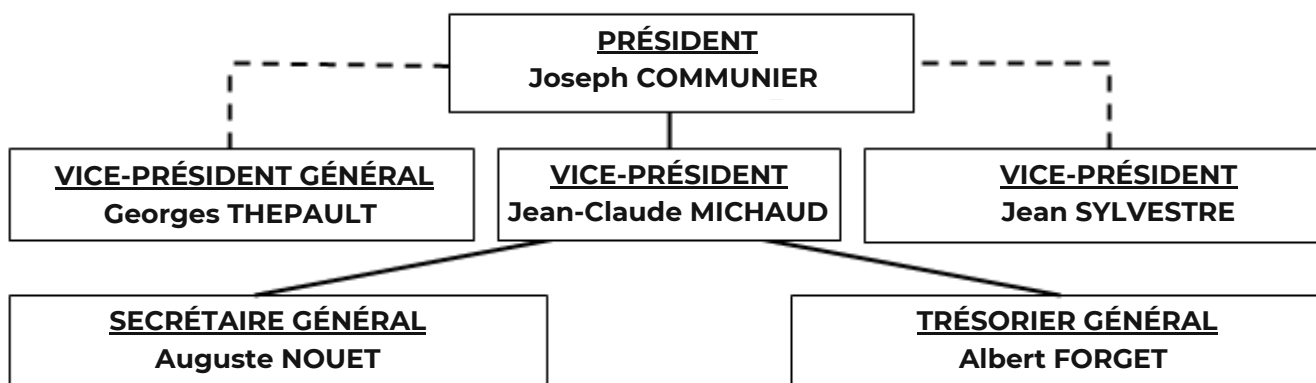 PRÉSIDENT
Joseph COMMUNIER
VICE-PRÉSIDENT GÉNÉRAL
Georges THEPAULT
VICE-PRÉSIDENT
Jean-Claude MICHAUD
VICE-PRÉSIDENT
Jean SYLVESTRE
SECRÉTAIRE GÉNÉRAL
Auguste NOUET
TRÉSORIER GÉNÉRAL
Albert FORGET